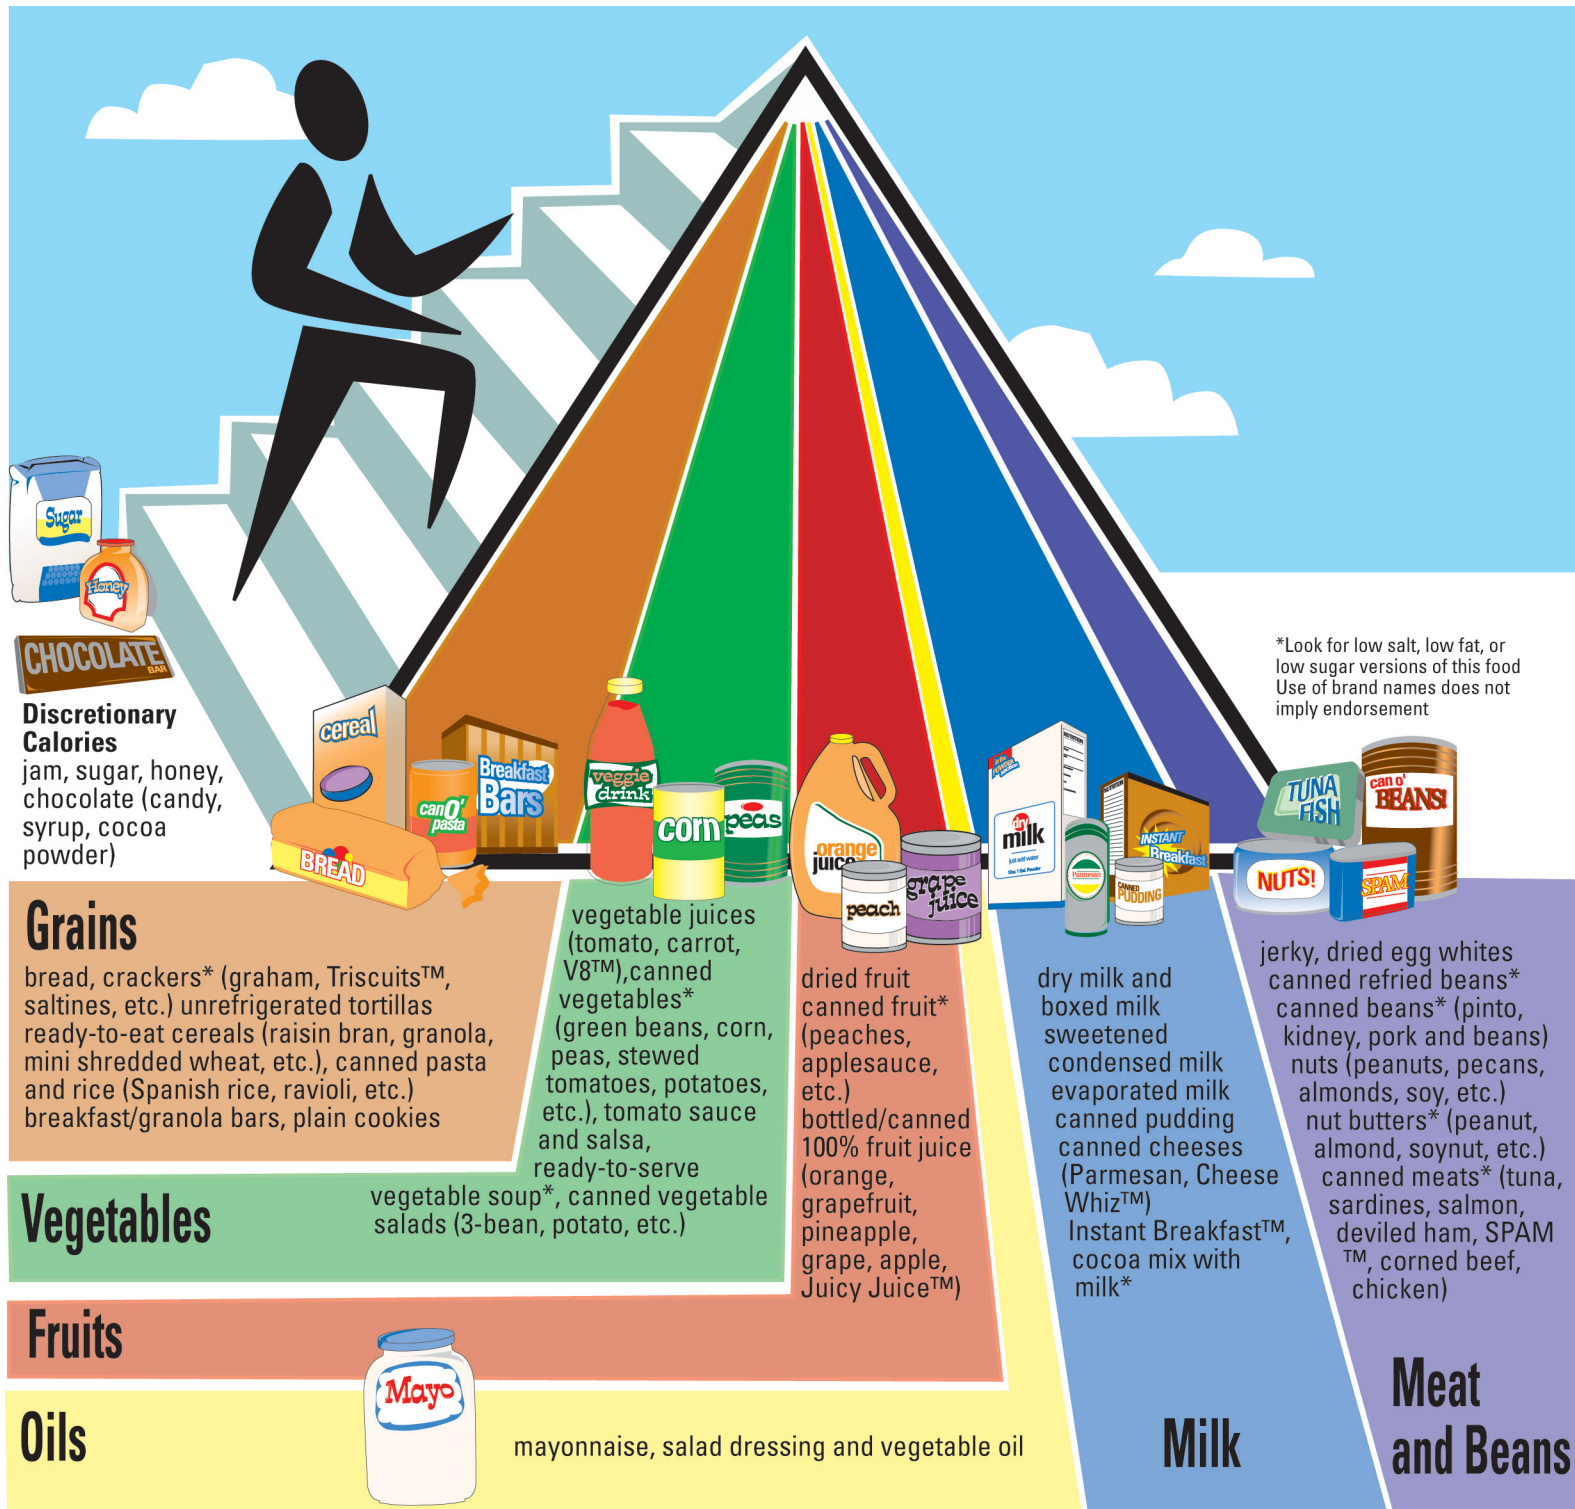 Sugar
Honey
CHOCOLATE
BAR
Discretionary
Calories
jam, sugar, honey,
chocolate (candy,
syrup, cocoa
powder)
*Look for low salt, low fat, or
low sugar versions of this food
Use of brand names does not
imply endorsement
cereal
can O'
pasta
Breakfast
Bars
BREAD
veggie
drink
corn
peas
orange
juice
peach
grape
juice
NUTRITION
dry
milk
just add water
NUTRITION
INSTANT
Breakfast
Parmesan
CANNED
PUDDING
TUNA
FISH
can o'
BEANS!
NUTS!
SPAM
Grains
bread, crackers* (graham, Triscuits™,
saltines, etc.) unrefrigerated tortillas
ready-to-eat cereals (raisin bran, granola,
mini shredded wheat, etc.), canned pasta
and rice (Spanish rice, ravioli, etc.)
breakfast/granola bars, plain cookies
Vegetables
vegetable juices
(tomato, carrot,
V8™),canned
vegetables*
(green beans, corn,
peas, stewed
tomatoes, potatoes,
etc.), tomato sauce
and salsa,
ready-to-serve
vegetable soup*, canned vegetable
salads (3-bean, potato, etc.)
Fruits
dried fruit
canned fruit*
(peaches,
applesauce,
etc.)
bottled/canned
100% fruit juice
(orange,
grapefruit,
pineapple,
grape, apple,
Juicy Juice™)
Oils
Mayo
mayonnaise, salad dressing and vegetable oil
dry milk and
boxed milk
sweetened
condensed milk
evaporated milk
canned pudding
canned cheeses
(Parmesan, Cheese
Whiz™)
Instant Breakfast™,
cocoa mix with
milk*
Milk
jerky, dried egg whites
canned refried beans*
canned beans* (pinto,
kidney, pork and beans)
nuts (peanuts, pecans,
almonds, soy, etc.)
nut butters* (peanut,
almond, soynut, etc.)
canned meats* (tuna,
sardines, salmon,
deviled ham, SPAM
™, corned beef,
chicken)
Meat
and Beans